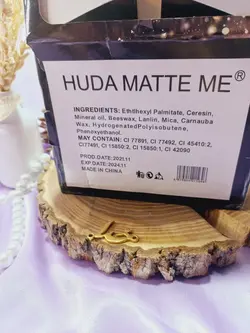 HUDA MATTE ME®
INGREDIENTS: Ethdhexyl Palmitate, Ceresin,
Mineral oil, Beeswax, Lanlin, Mica, Carnauba
Wax, HydrogenatedPolyisobutene,
Phanexyethanol.
MAY CONTAIN: CI 77891, CI 77492, CI 45410:2,
CI77491, CI 15850:2, CI 15850:1, CI 42090
PROD DATE: 2021.11
EXP DATE: 2024.11
MADE IN CHINA